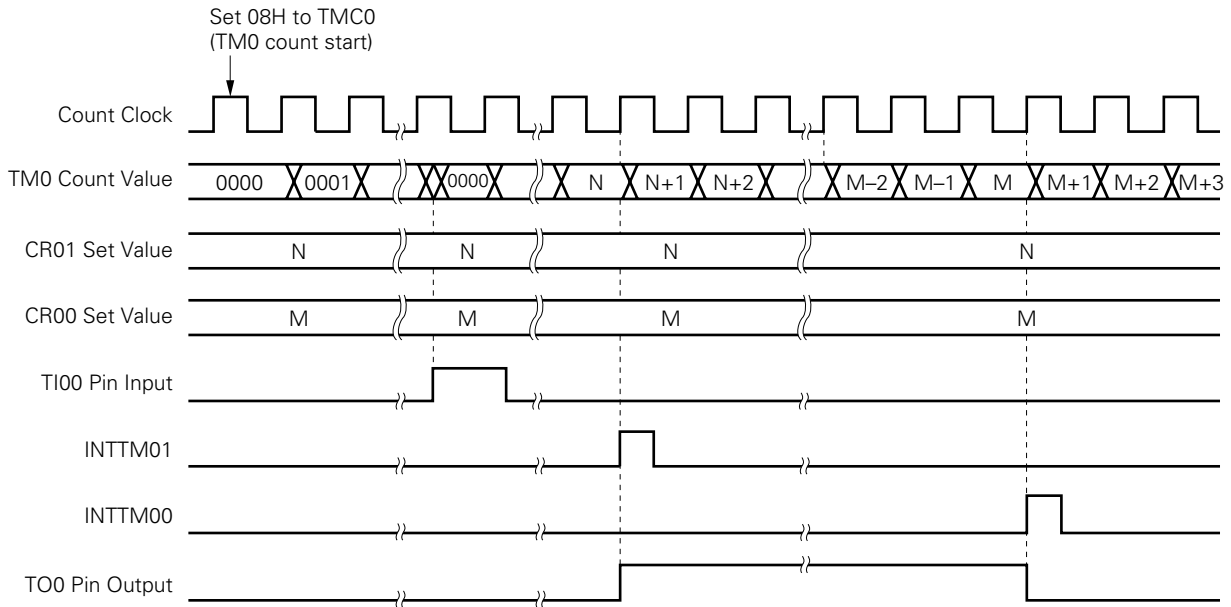 Set 08H to TMC0
(TM0 count start)
Count Clock
TM0 Count Value 0000 0001 0000 N N+1 N+2 M–2 M–1 M M+1 M+2 M+3
CR01 Set Value N N N N
CR00 Set Value M M M M
TI00 Pin Input
INTTM01
INTTM00
TO0 Pin Output